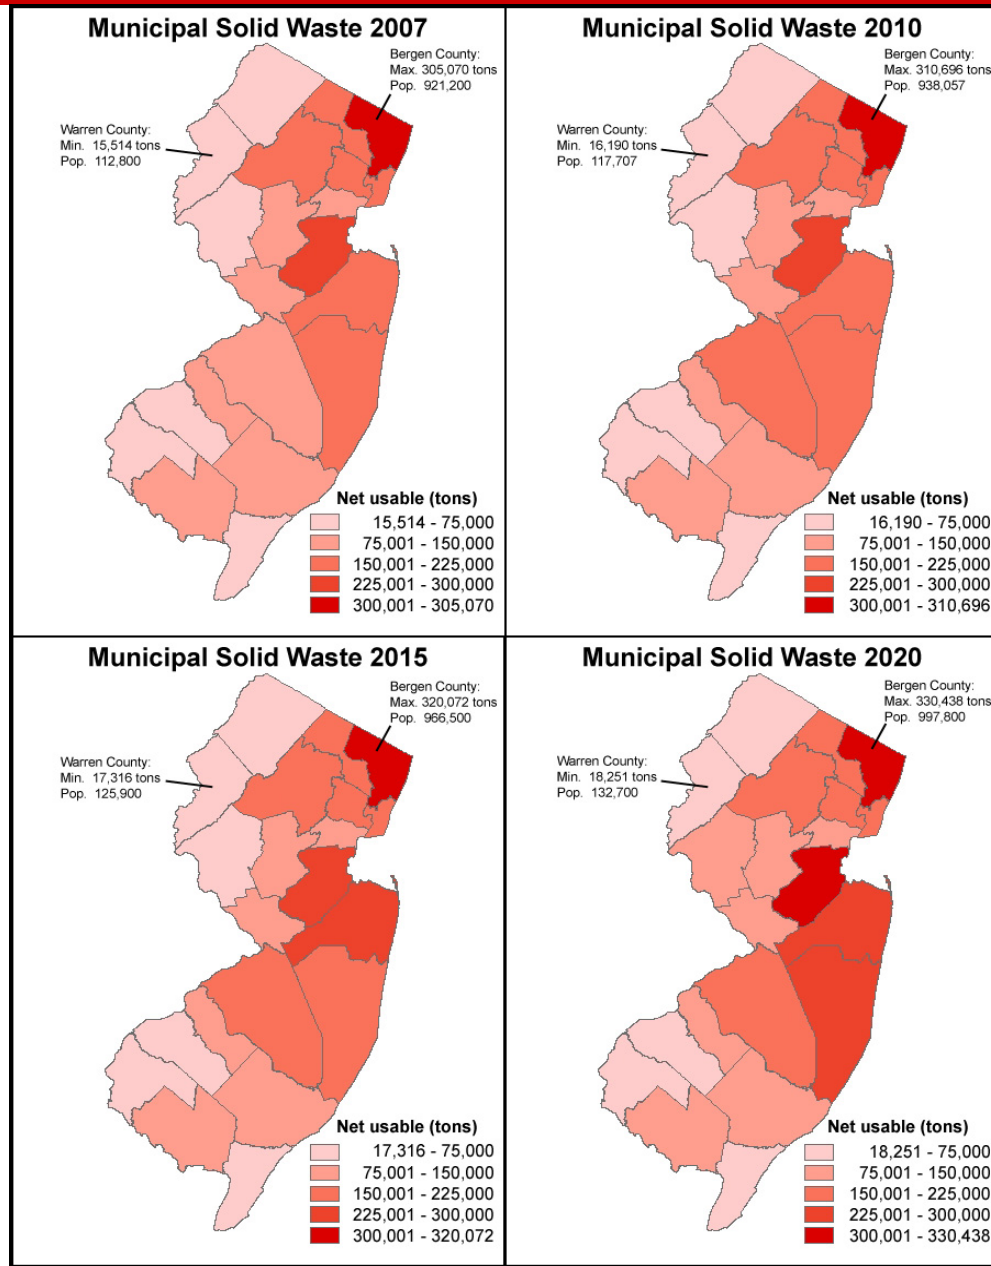 Municipal Solid Waste 2007
Bergen County:
Max. 305,070 tons
Pop. 921,200
Warren County:
Min. 15,514 tons
Pop. 112,800
Net usable (tons)
15,514 - 75,000
75,001 - 150,000
150,001 - 225,000
225,001 - 300,000
300,001 - 305,070
Municipal Solid Waste 2010
Bergen County:
Max. 310,696 tons
Pop. 938,057
Warren County:
Min. 16,190 tons
Pop. 117,707
Net usable (tons)
16,190 - 75,000
75,001 - 150,000
150,001 - 225,000
225,001 - 300,000
300,001 - 310,696
Municipal Solid Waste 2015
Bergen County:
Max. 320,072 tons
Pop. 966,500
Warren County:
Min. 17,316 tons
Pop. 125,900
Net usable (tons)
17,316 - 75,000
75,001 - 150,000
150,001 - 225,000
225,001 - 300,000
300,001 - 320,072
Municipal Solid Waste 2020
Bergen County:
Max. 330,438 tons
Pop. 997,800
Warren County:
Min. 18,251 tons
Pop. 132,700
Net usable (tons)
18,251 - 75,000
75,001 - 150,000
150,001 - 225,000
225,001 - 300,000
300,001 - 330,438